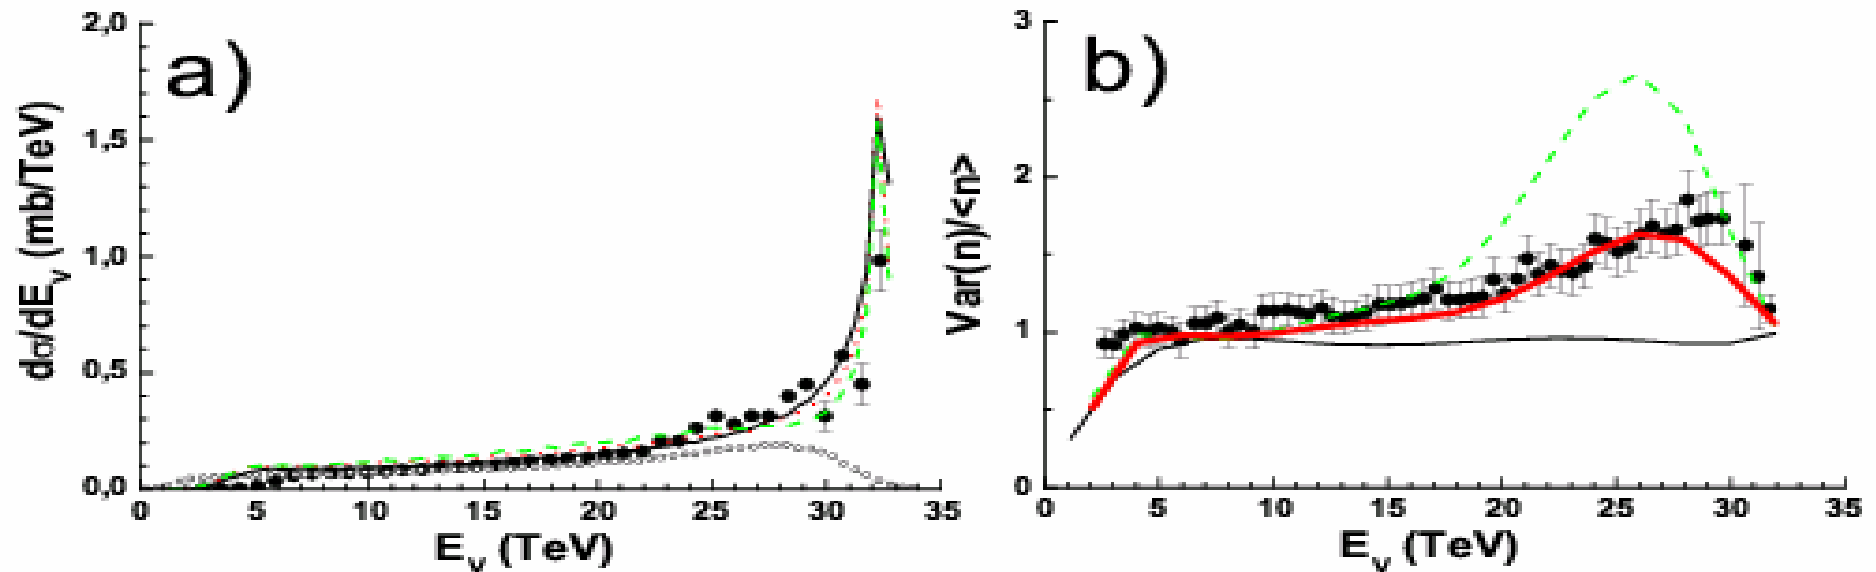 a)
2,0
1,5
1,0
0,5
0,0
dσ/dE_v (mb/TeV)
0 5 10 15 20 25 30 35
E_v (TeV)
b)
3
2
1
0
Var(n)/<n>
0 5 10 15 20 25 30 35
E_v (TeV)